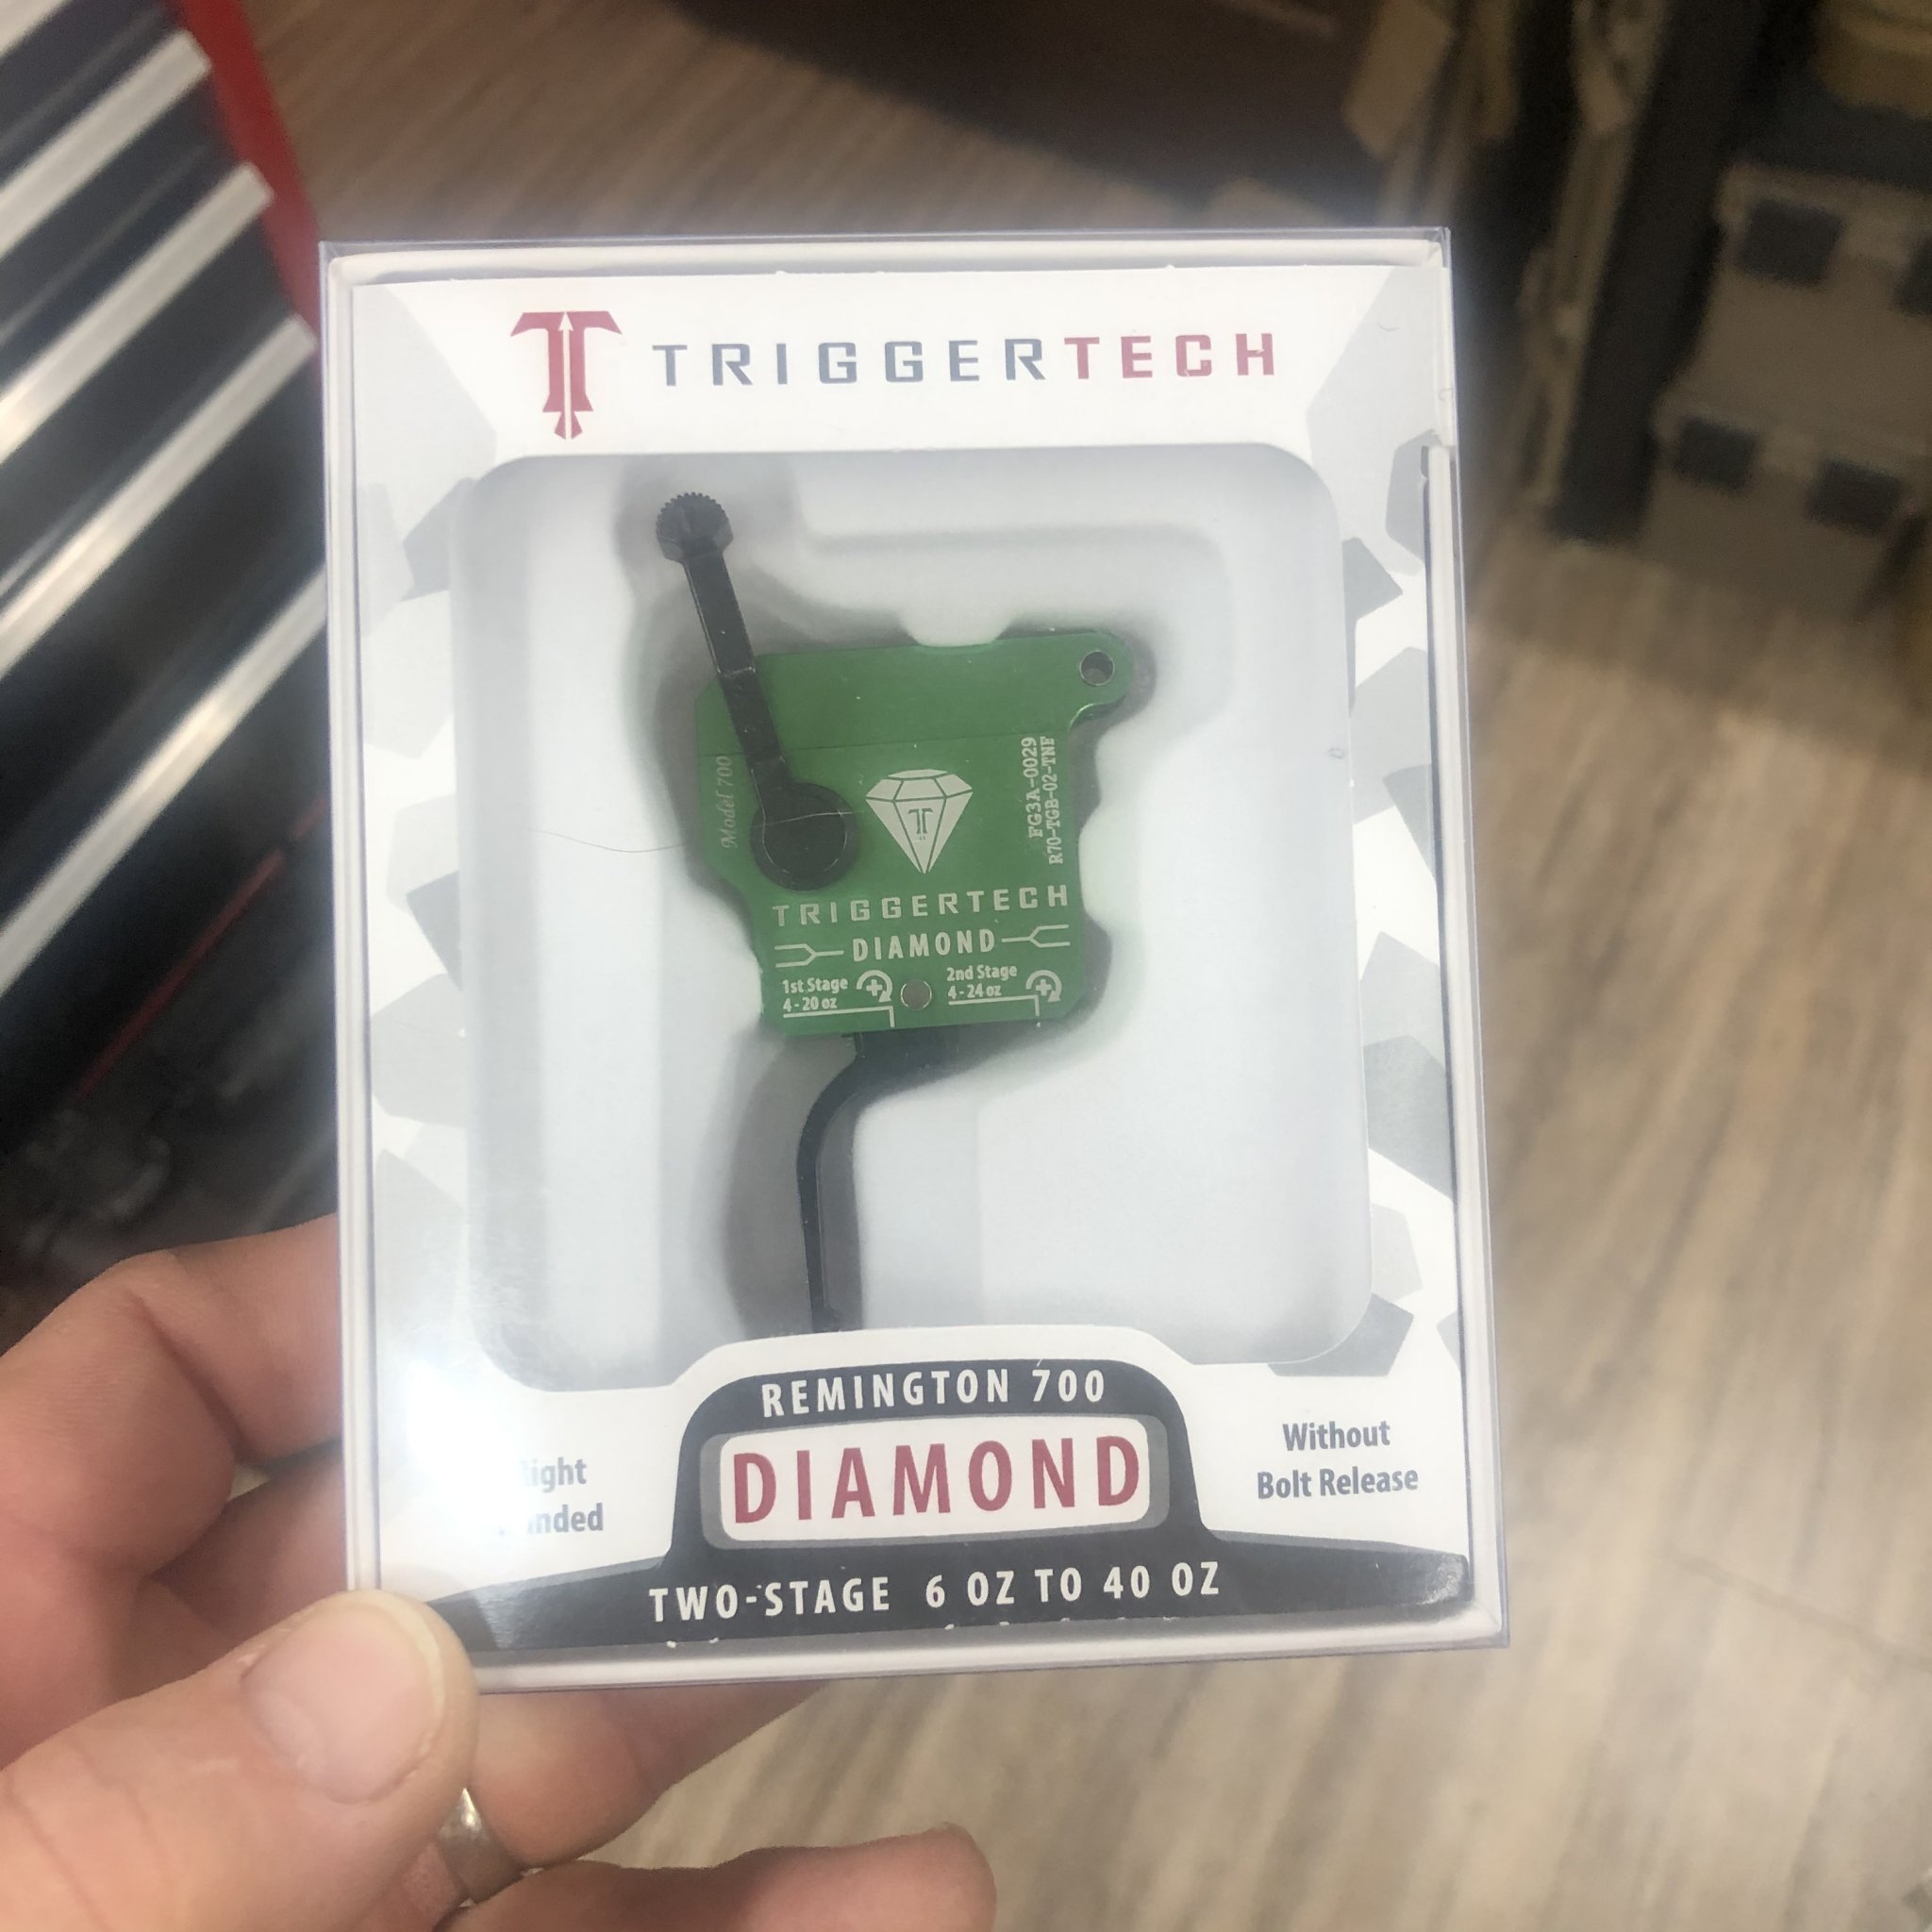 TRIGGERTECH
Model 700
FG3A-0029
R70-TGB-02-TNF
TRIGGERTECH
DIAMOND
1st Stage
4-20 oz
2nd Stage
4-24 oz
REMINGTON 700
DIAMOND
Without
Bolt Release
TWO-STAGE 6 OZ TO 40 OZ